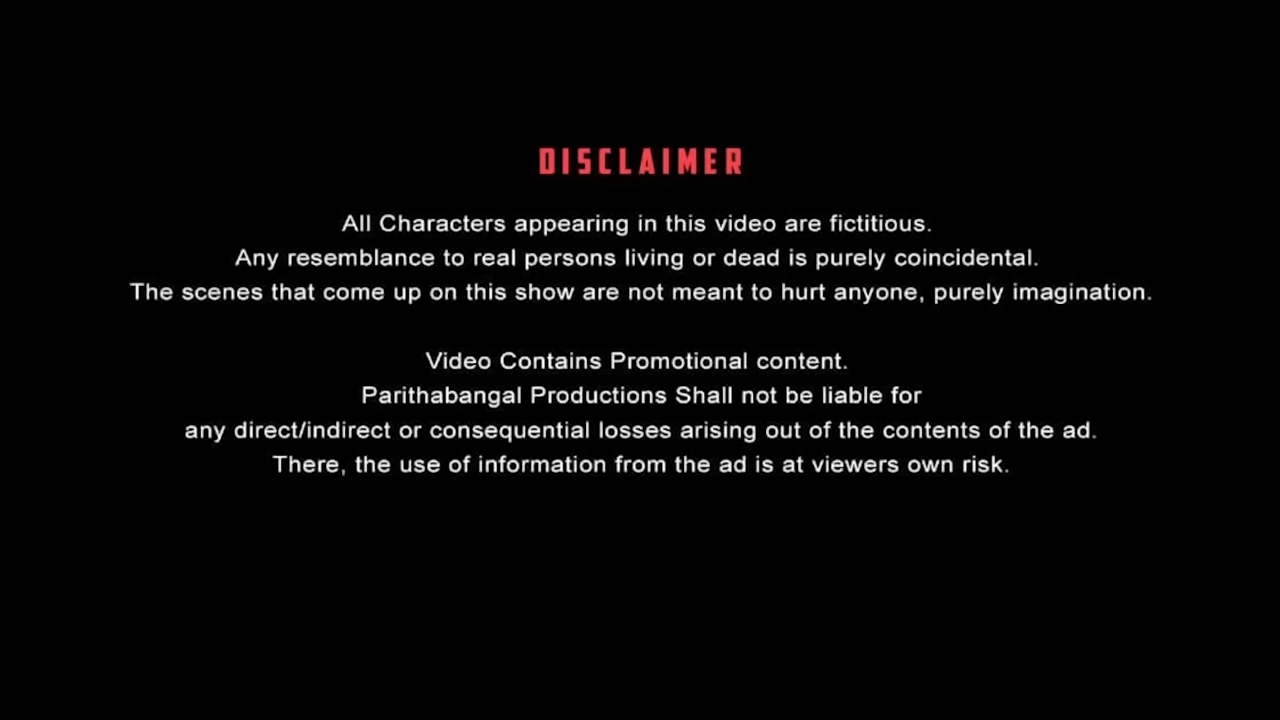 DISCLAIMER
All Characters appearing in this video are fictitious.
Any resemblance to real persons living or dead is purely coincidental.
The scenes that come up on this show are not meant to hurt anyone, purely imagination.
Video Contains Promotional content.
Parithabangal Productions Shall not be liable for
any direct/indirect or consequential losses arising out of the contents of the ad.
There, the use of information from the ad is at viewers own risk.